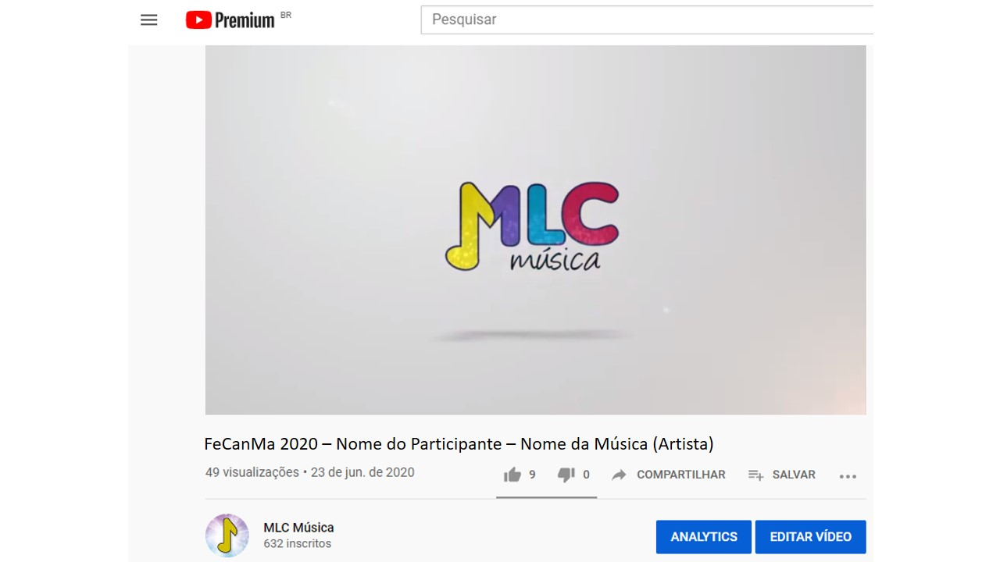 Premium BR
Pesquisar
MLC
música
FeCanMa 2020 – Nome do Participante – Nome da Música (Artista)
49 visualizações • 23 de jun. de 2020
9 0 COMPARTILHAR SALVAR
MLC Música
632 inscritos
ANALYTICS EDITAR VÍDEO